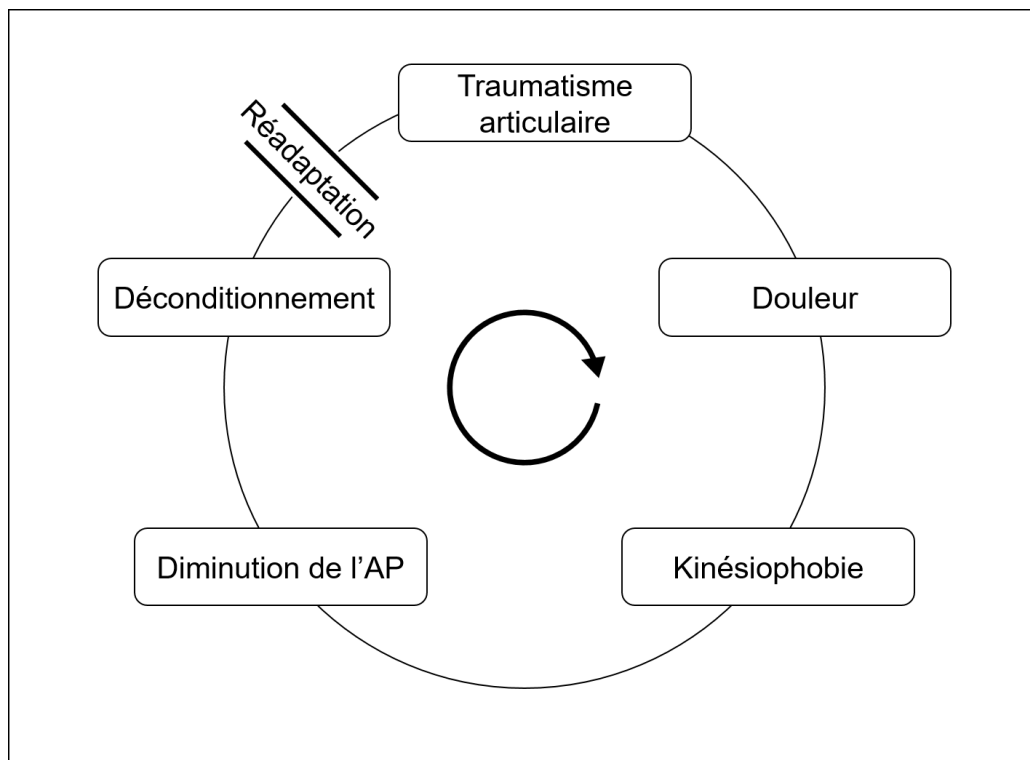 Traumatisme
articulaire
Réadaptation
Déconditionnement
Douleur
Diminution de l’AP
Kinésiophobie